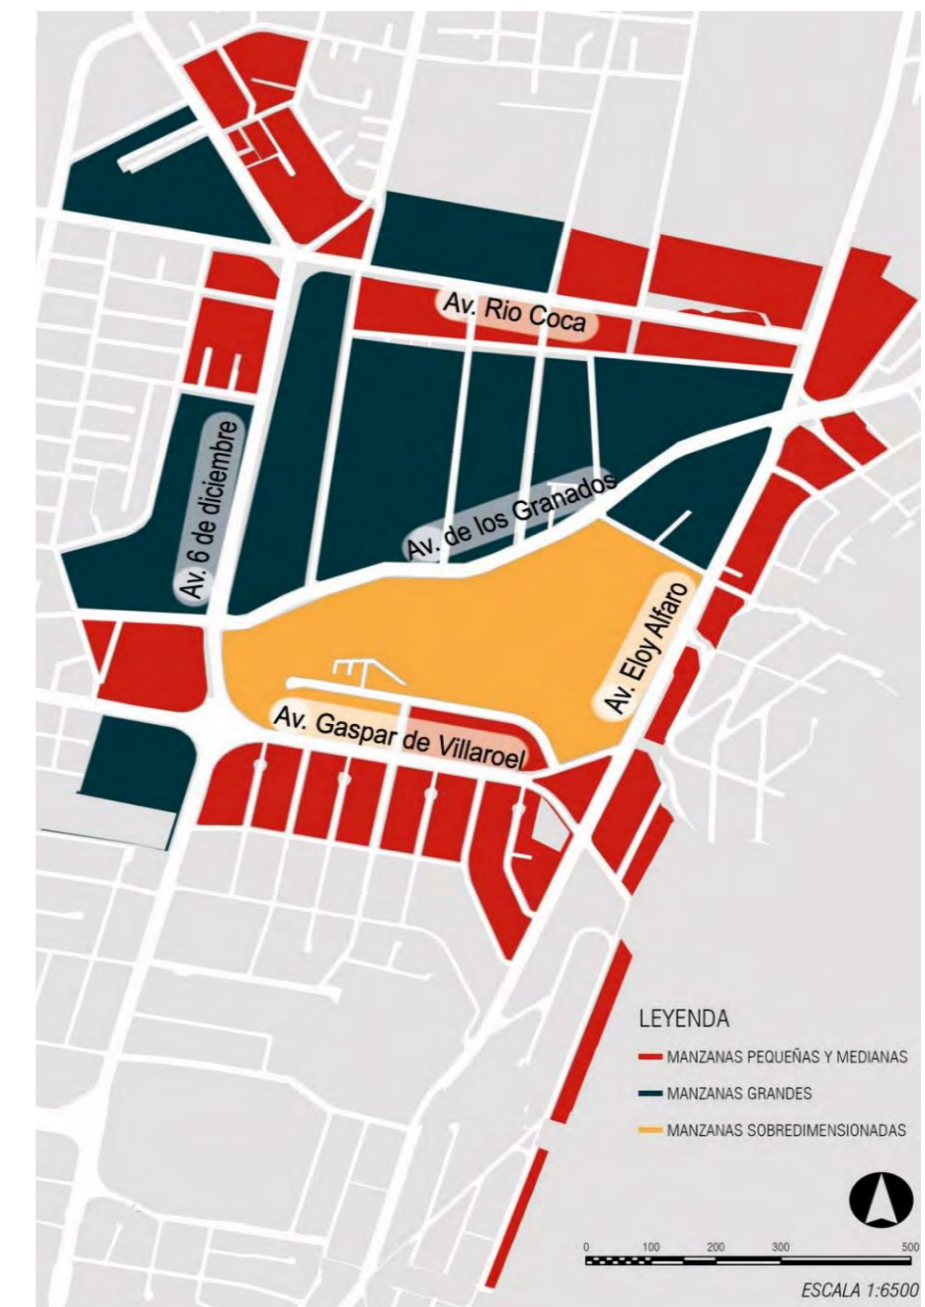 Av. Rio Coca
Av. 6 de diciembre
Av. de los Granados
Av. Eloy Alfaro
Av. Gaspar de Villaroel
LEYENDA
MANZANAS PEQUEÑAS Y MEDIANAS
MANZANAS GRANDES
MANZANAS SOBREDIMENSIONADAS
0 100 200 300 500
ESCALA 1:6500